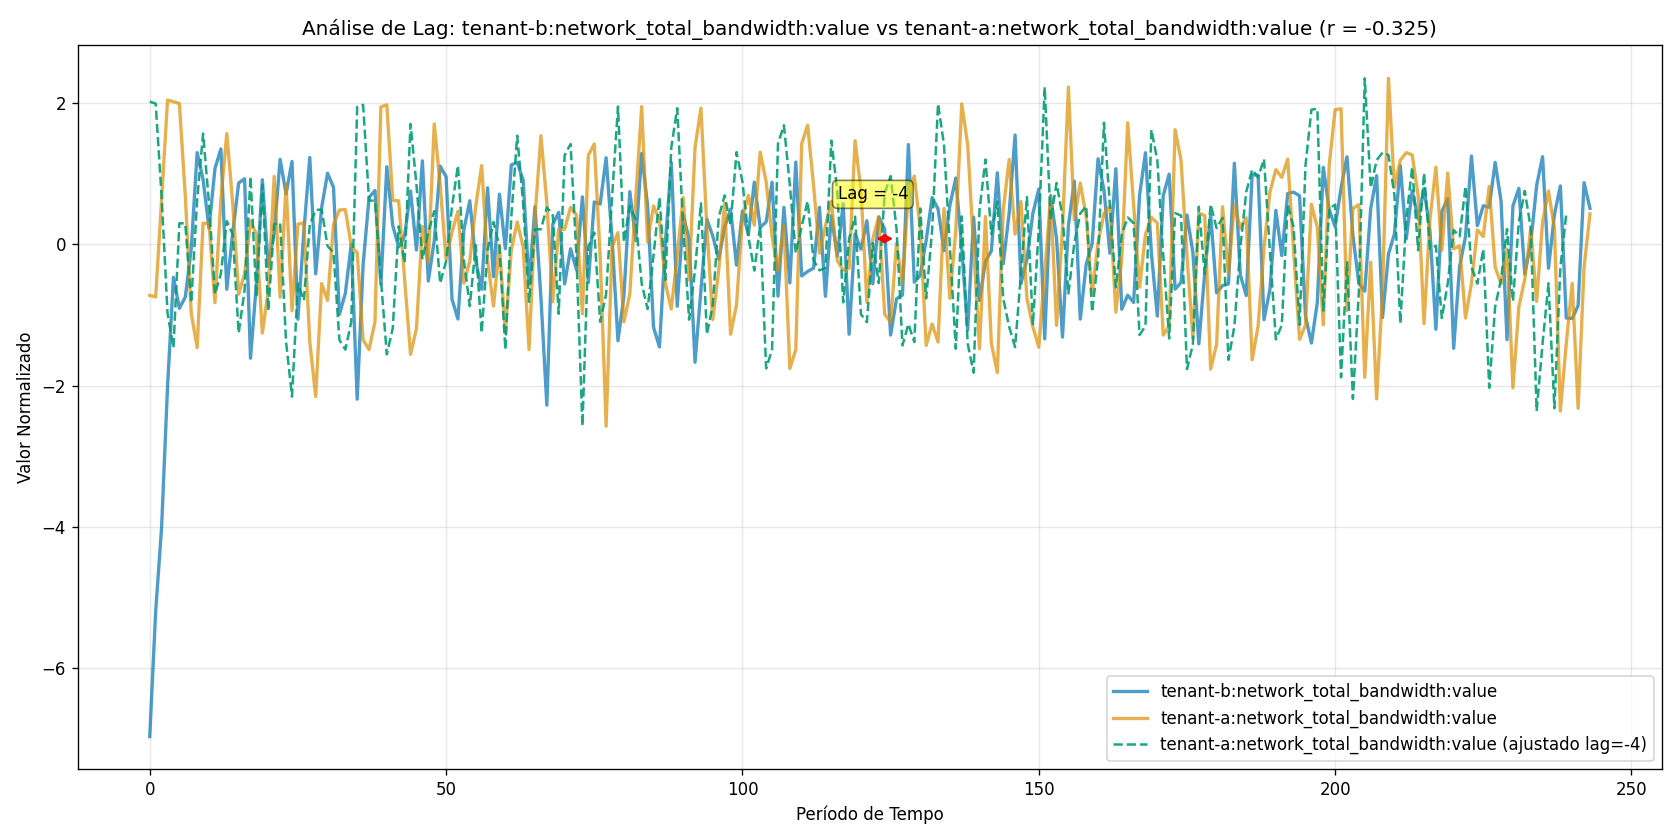 Análise de Lag: tenant-b:network_total_bandwidth:value vs tenant-a:network_total_bandwidth:value (r = -0.325)
Valor Normalizado
2
0
−2
−4
−6
Lag = -4
tenant-b:network_total_bandwidth:value
tenant-a:network_total_bandwidth:value
tenant-a:network_total_bandwidth:value (ajustado lag=-4)
0
50
100
150
200
250
Período de Tempo